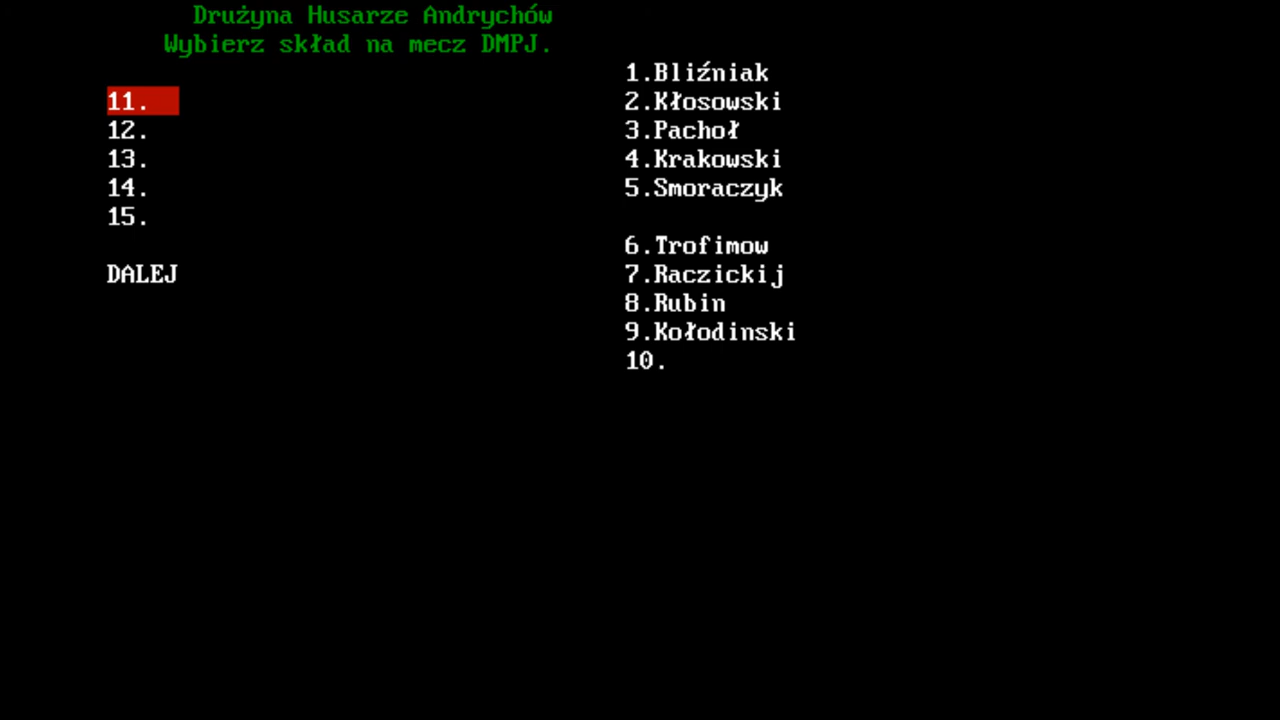 Drużyna Husarze Andrychów
Wybierz skład na mecz DMPJ.
11.
12.
13.
14.
15.
DALEJ
1.Bliźniak
2.Kłosowski
3.Pachoł
4.Krakowski
5.Smoraczyk
6.Trofimow
7.Raczickij
8.Rubin
9.Kołodinski
10.